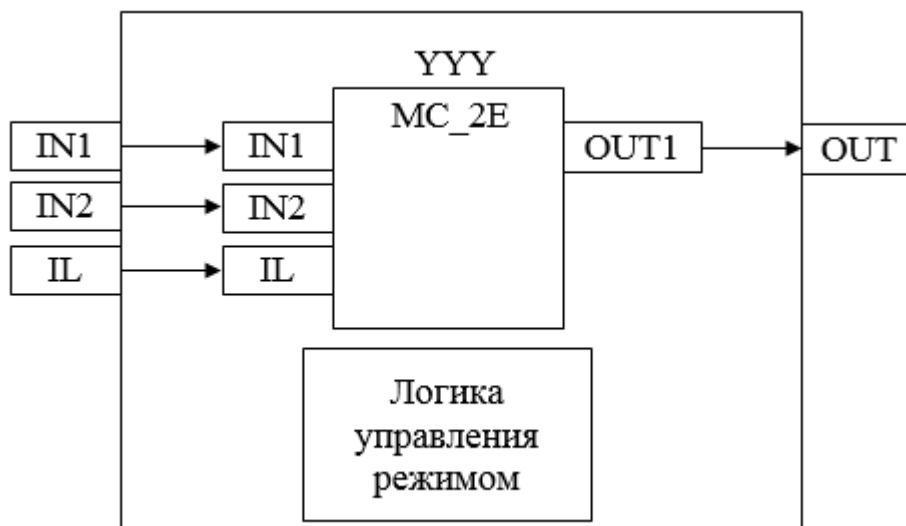 YYY
MC_2E
IN1 IN1 OUT1 OUT
IN2 IN2
IL IL
Логика
управления
режимом